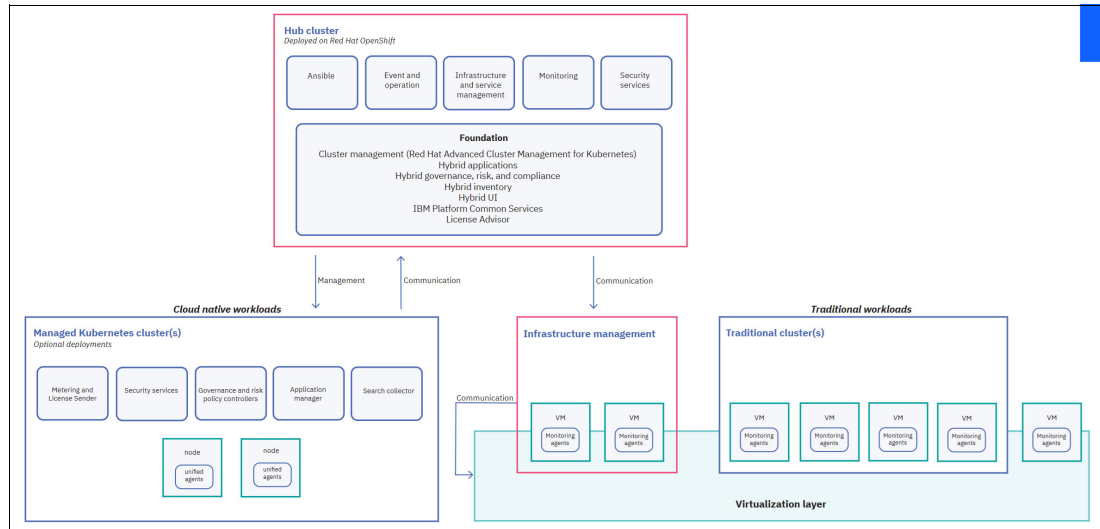 Hub cluster
Deployed on Red Hat OpenShift
Ansible
Event and
operation
Infrastructure
and service
management
Monitoring
Security
services
Foundation
Cluster management (Red Hat Advanced Cluster Management for Kubernetes)
Hybrid applications
Hybrid governance, risk, and compliance
Hybrid inventory
Hybrid UI
IBM Platform Common Services
License Advisor
Management
Communication
Communication
Cloud native workloads
Managed Kubernetes cluster(s)
Optional deployments
Metering and
License Sender
Security services
Governance and risk
policy controllers
Application
manager
Search collector
node
unified
agents
node
unified
agents
Communication
Infrastructure management
VM
Monitoring
agents
VM
Monitoring
agents
Traditional workloads
Traditional cluster(s)
VM
Monitoring
agents
VM
Monitoring
agents
VM
Monitoring
agents
VM
Monitoring
agents
VM
Monitoring
agents
Virtualization layer